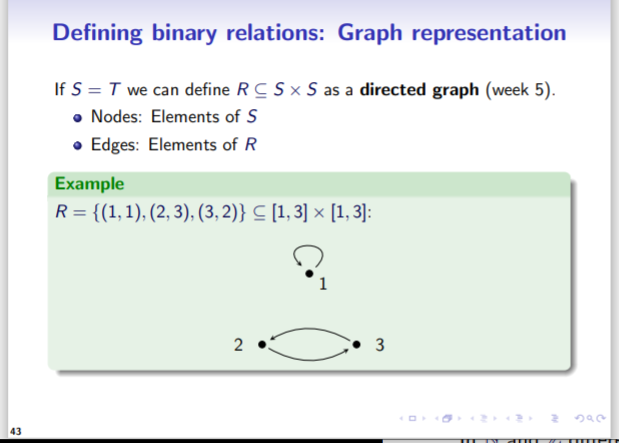 Defining binary relations: Graph representation
If S = T we can define R ⊆ S × S as a directed graph (week 5).
Nodes: Elements of S
Edges: Elements of R
Example
R = {(1, 1), (2, 3), (3, 2)} ⊆ [1, 3] × [1, 3]:
1
2 3
43